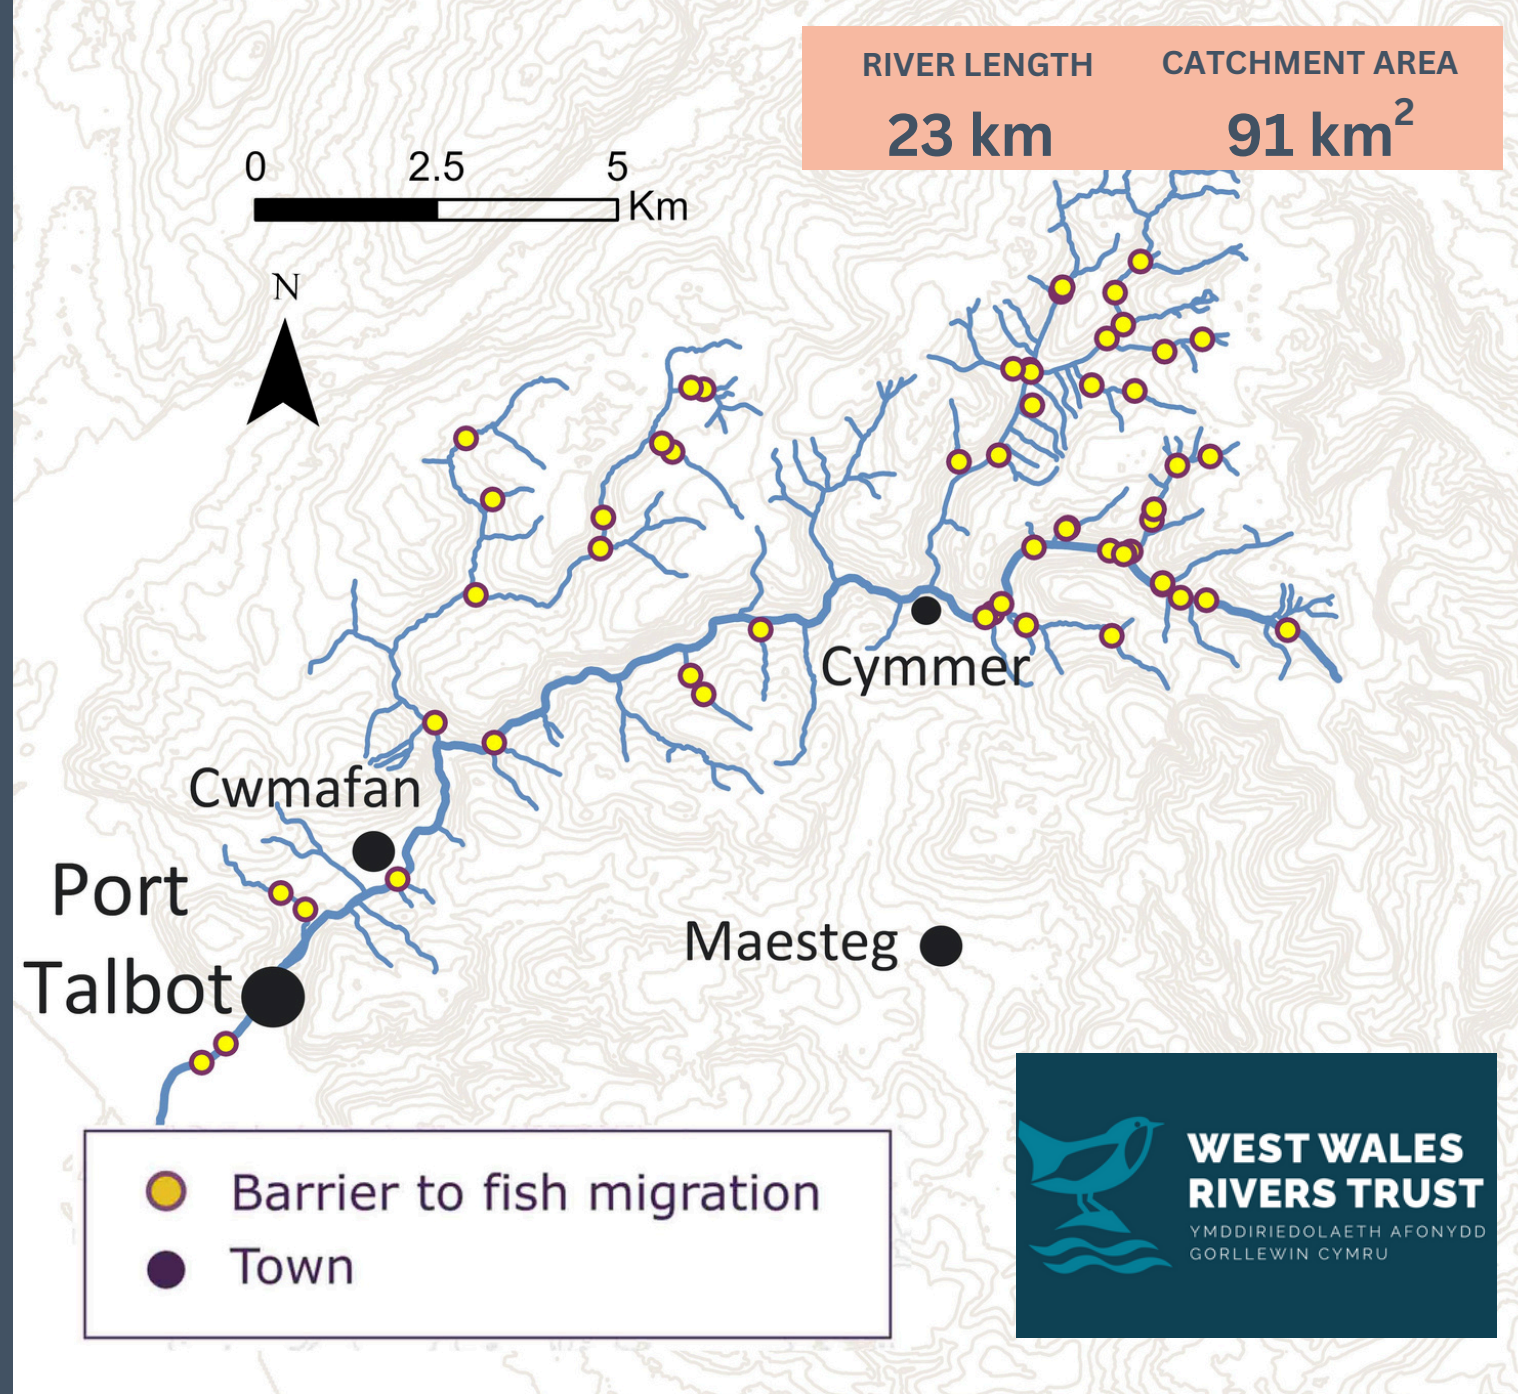 RIVER LENGTH
CATCHMENT AREA
23 km
91 km²
0 2.5 5
Km
N
Cymmer
Cwmafan
Port
Talbot
Maesteg
Barrier to fish migration
Town
WEST WALES
RIVERS TRUST
YMDDIRIEDOLAETH AFONYDD
GORLLEWIN CYMRU